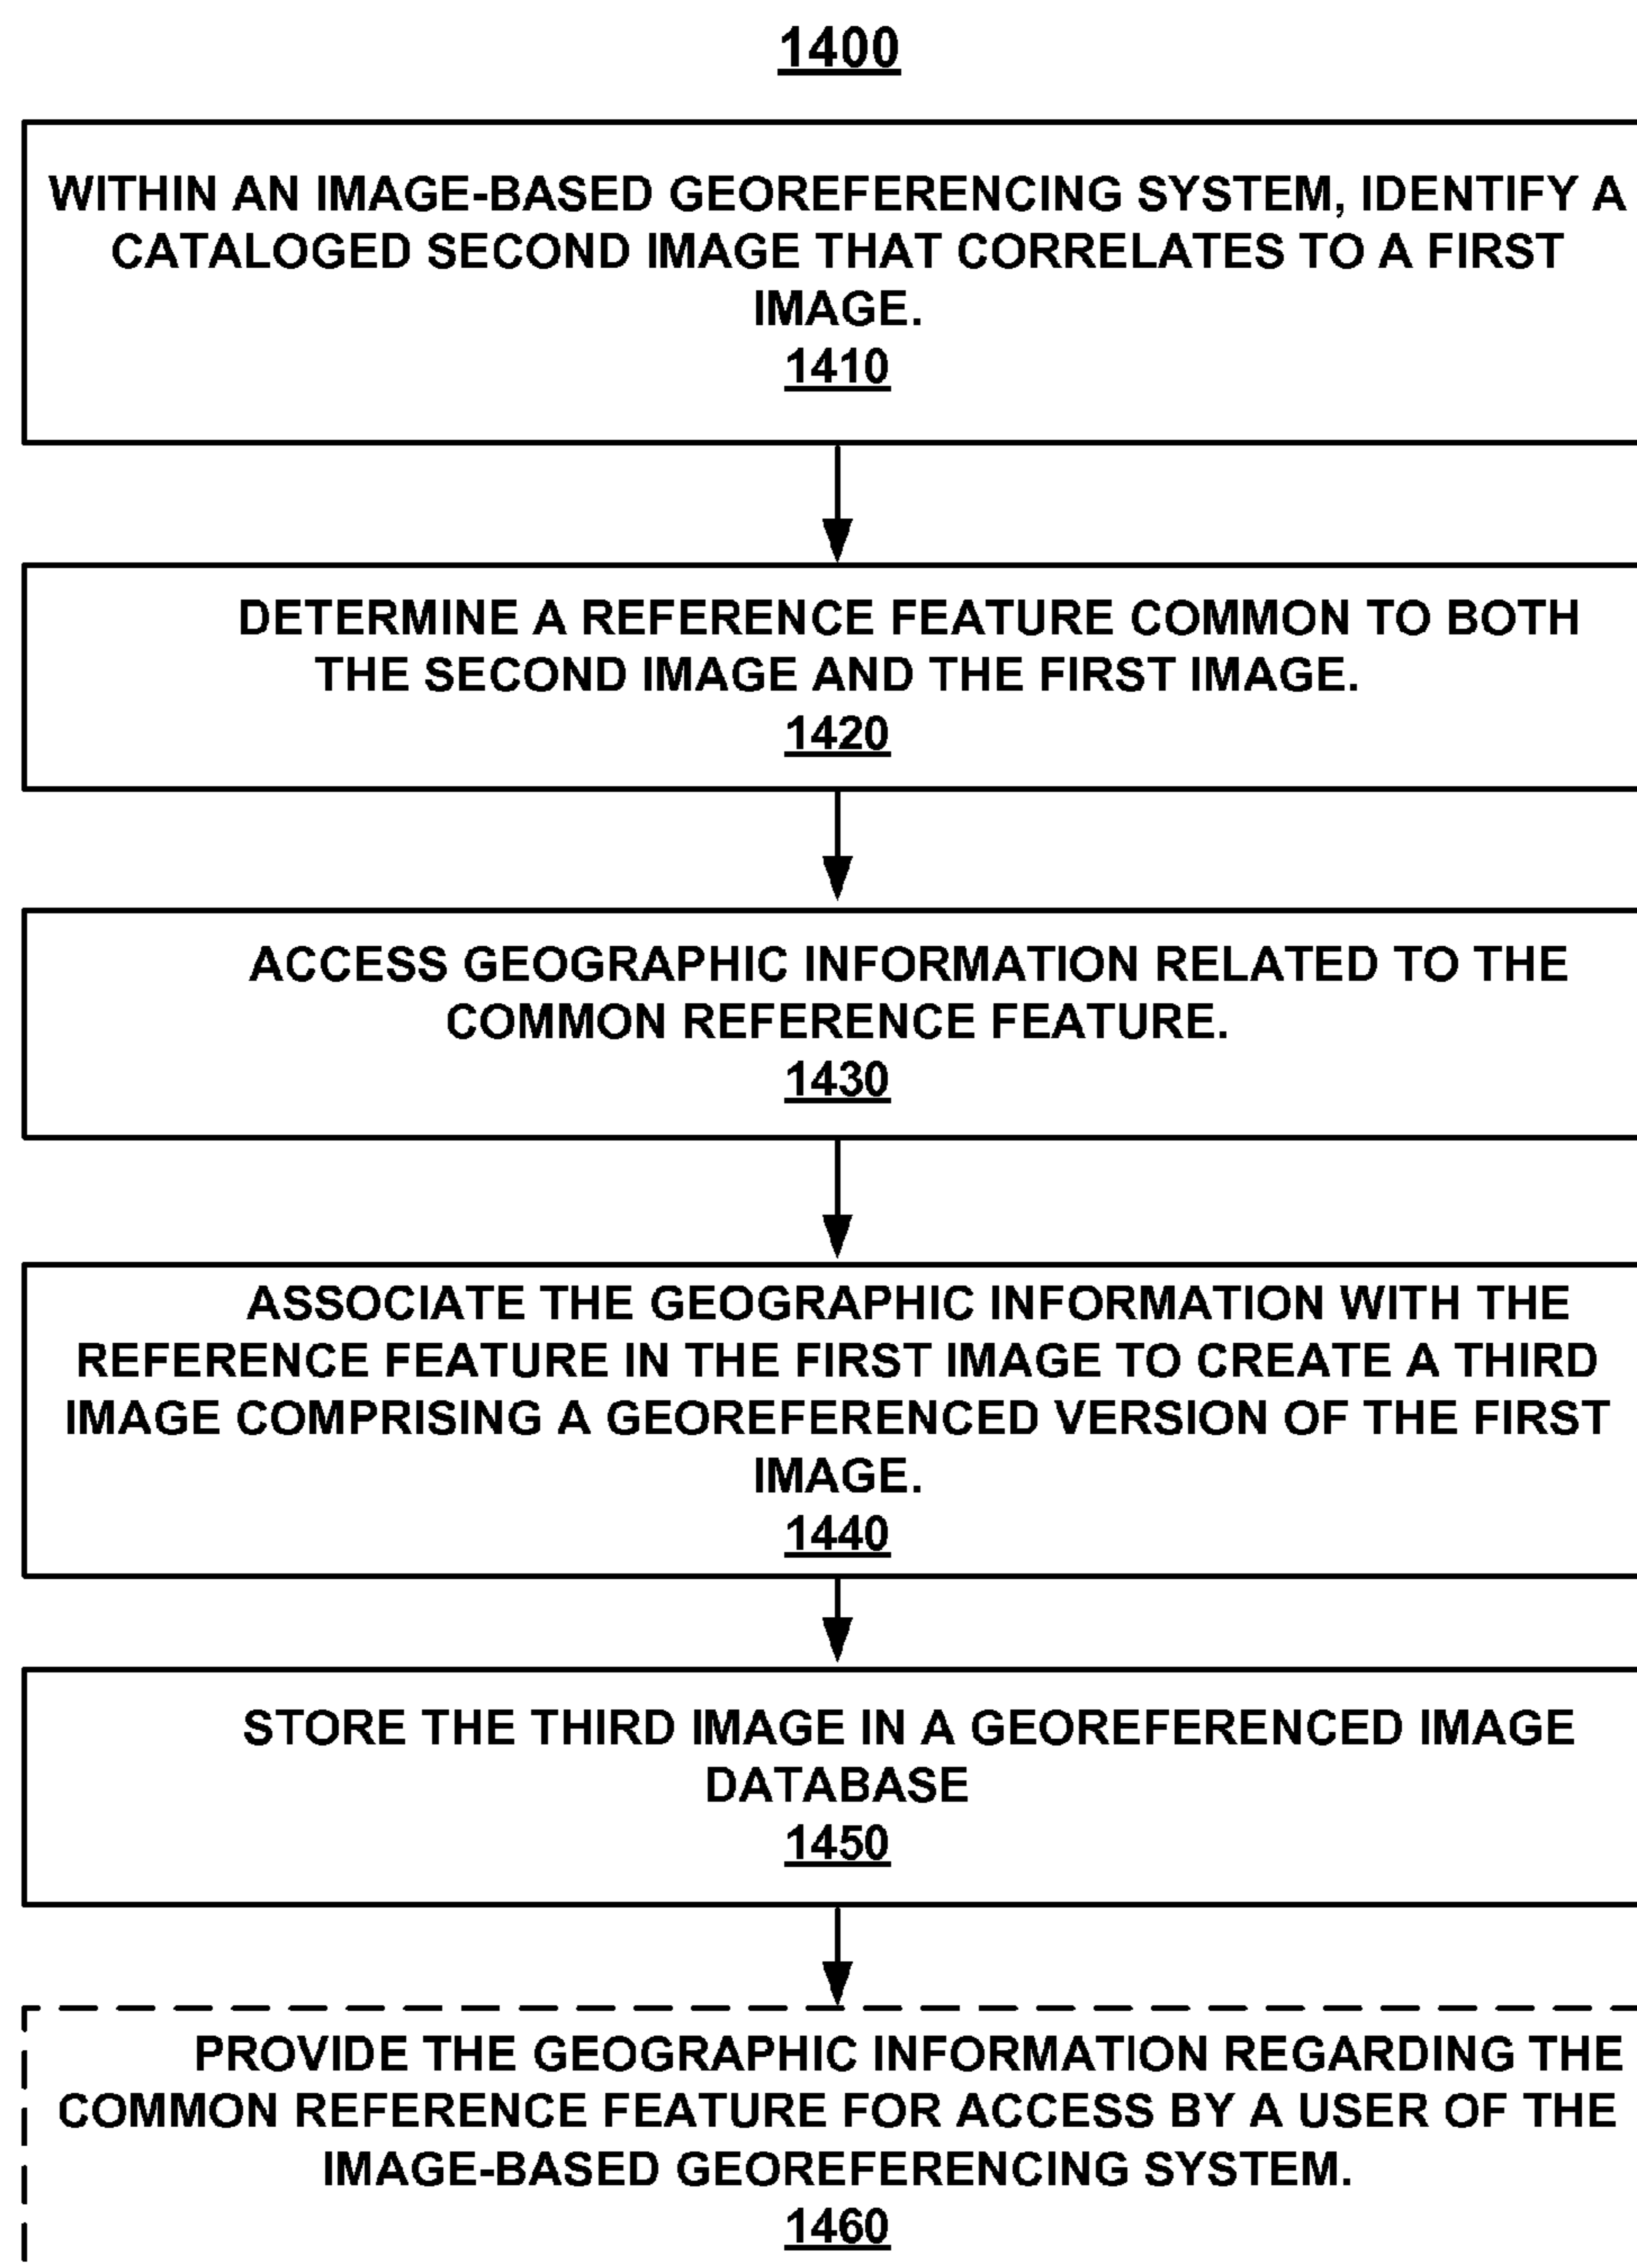 1400
WITHIN AN IMAGE-BASED GEOREFERENCING SYSTEM, IDENTIFY A
CATALOGED SECOND IMAGE THAT CORRELATES TO A FIRST
IMAGE.
1410
DETERMINE A REFERENCE FEATURE COMMON TO BOTH
THE SECOND IMAGE AND THE FIRST IMAGE.
1420
ACCESS GEOGRAPHIC INFORMATION RELATED TO THE
COMMON REFERENCE FEATURE.
1430
ASSOCIATE THE GEOGRAPHIC INFORMATION WITH THE
REFERENCE FEATURE IN THE FIRST IMAGE TO CREATE A THIRD
IMAGE COMPRISING A GEOREFERENCED VERSION OF THE FIRST
IMAGE.
1440
STORE THE THIRD IMAGE IN A GEOREFERENCED IMAGE
DATABASE
1450
PROVIDE THE GEOGRAPHIC INFORMATION REGARDING THE
COMMON REFERENCE FEATURE FOR ACCESS BY A USER OF THE
IMAGE-BASED GEOREFERENCING SYSTEM.
1460